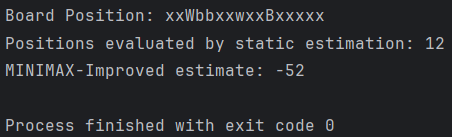 Board Position: xxWbbxxwxxBxxxxx
Positions evaluated by static estimation: 12
MINIMAX-Improved estimate: -52
Process finished with exit code 0